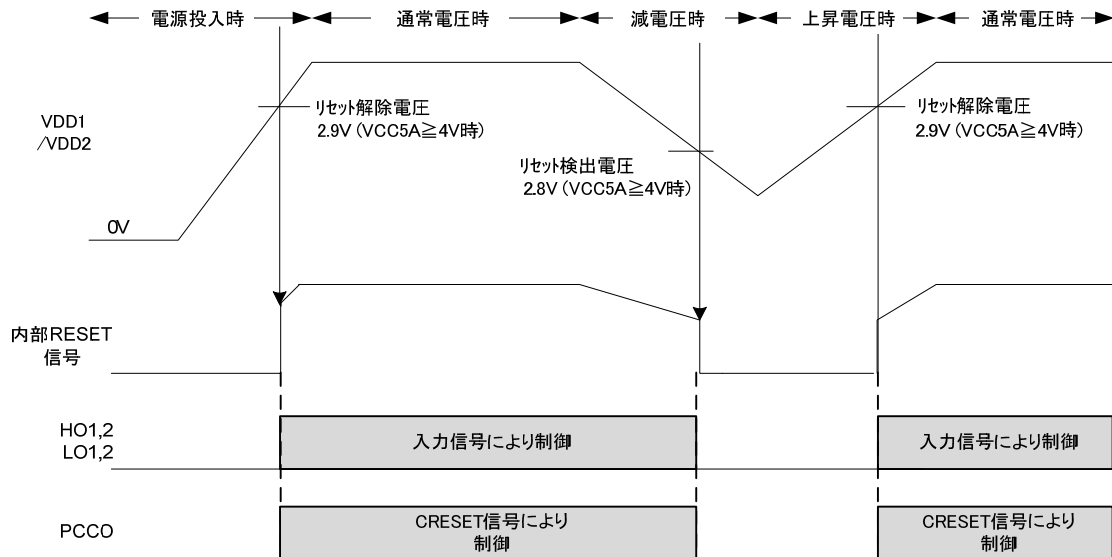 電源投入時
通常電圧時
減電圧時
上昇電圧時
通常電圧時
VDD1
/VDD2
リセット解除電圧
2.9V (VCC5A≧4V時)
リセット検出電圧
2.8V (VCC5A≧4V時)
リセット解除電圧
2.9V (VCC5A≧4V時)
0V
内部RESET
信号
HO1,2
LO1,2
入力信号により制御
入力信号により制御
PCCO
CRESET信号により
制御
CRESET信号により
制御